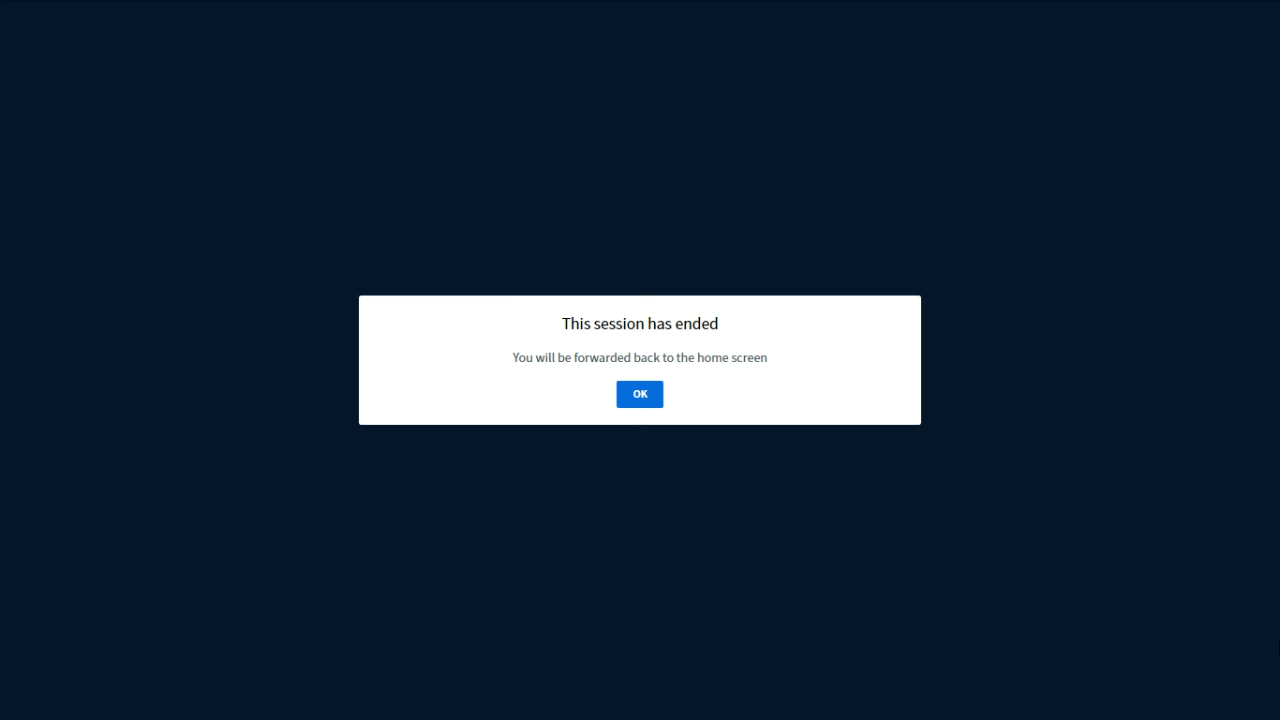 This session has ended
You will be forwarded back to the home screen
OK